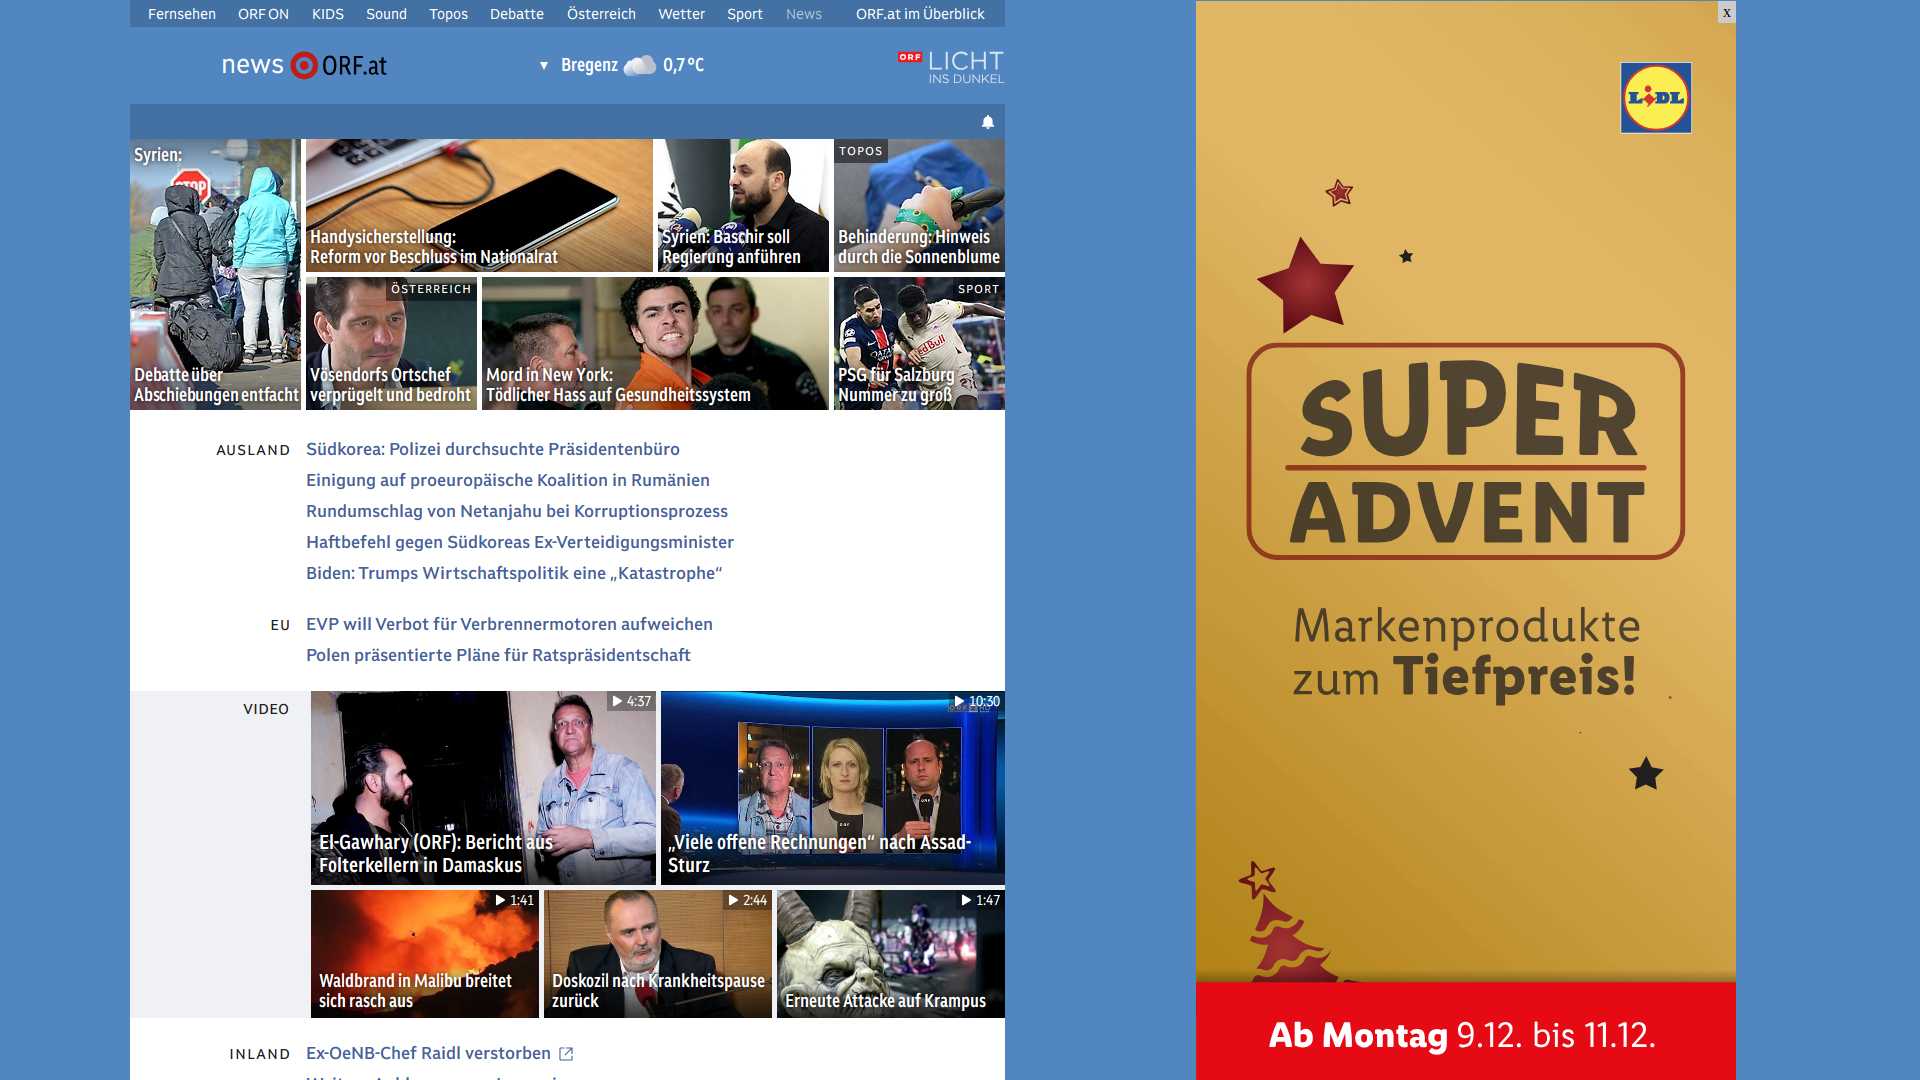 Fernsehen ORF ON KIDS Sound Topos Debatte Österreich Wetter Sport News ORF.at im Überblick
news ORF.at
Bregenz 0,7 °C
ORF LICHT
INS DUNKEL
Syrien:
STOP
Debatte über
Abschiebungen entfacht
Handysicherstellung:
Reform vor Beschluss im Nationalrat
Syrien: Baschir soll
Regierung anführen
TOPOS
Behinderung: Hinweis
durch die Sonnenblume
ÖSTERREICH
Vösendorfs Ortschef
verprügelt und bedroht
Mord in New York:
Tödlicher Hass auf Gesundheitssystem
SPORT
Red Bull
PSG für Salzburg
Nummer zu groß
AUSLAND
Südkorea: Polizei durchsuchte Präsidentenbüro
Einigung auf proeuropäische Koalition in Rumänien
Rundumschlag von Netanjahu bei Korruptionsprozess
Haftbefehl gegen Südkoreas Ex-Verteidigungsminister
Biden: Trumps Wirtschaftspolitik eine „Katastrophe“
EU
EVP will Verbot für Verbrennermotoren aufweichen
Polen präsentierte Pläne für Ratspräsidentschaft
VIDEO
4:37
El-Gawhary (ORF): Bericht aus
Folterkellern in Damaskus
10:30
„Viele offene Rechnungen“ nach Assad-
Sturz
1:41
Waldbrand in Malibu breitet
sich rasch aus
2:44
Doskozil nach Krankheitspause
zurück
1:47
Erneute Attacke auf Krampus
INLAND
Ex-OeNB-Chef Raidl verstorben
x
LIDL
SUPER
ADVENT
Markenprodukte
zum Tiefpreis!
Ab Montag 9.12. bis 11.12.